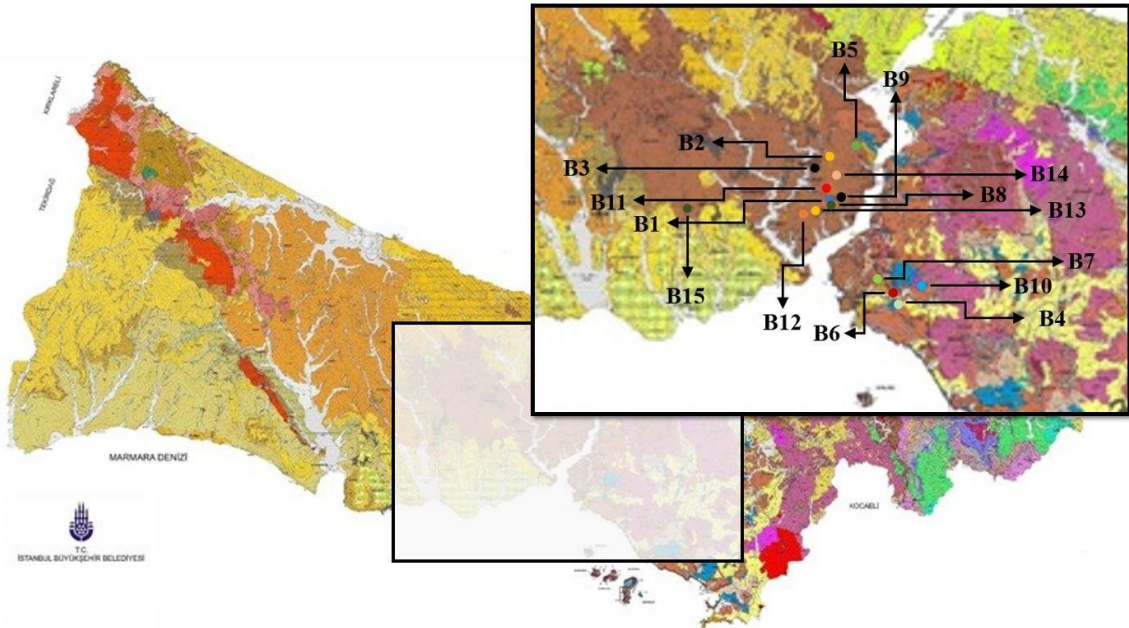 KIRKLARELİ
TEKİRDAĞ
MARMARA DENİZİ
T.C.
İSTANBUL BÜYÜKŞEHİR BELEDİYESİ
KOCAELİ
B5
B9
B2
B3
B14
B11
B8
B1
B13
B7
B15
B10
B12
B4
B6